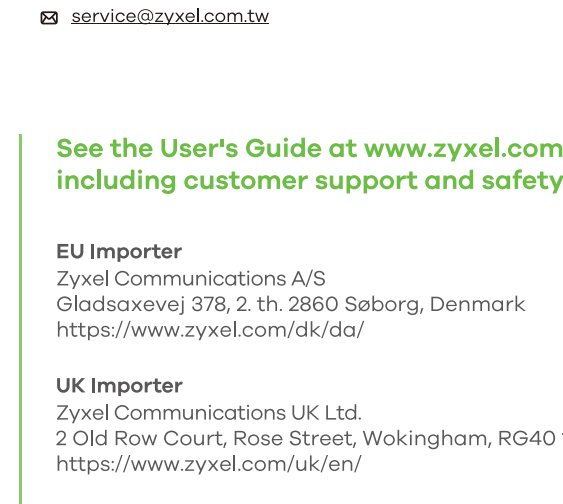 service@zyxel.com.tw
See the User's Guide at www.zyxel.com
including customer support and safety
EU Importer
Zyxel Communications A/S
Gladsaxevej 378, 2. th. 2860 Søborg, Denmark
https://www.zyxel.com/dk/da/
UK Importer
Zyxel Communications UK Ltd.
2 Old Row Court, Rose Street, Wokingham, RG40
https://www.zyxel.com/uk/en/